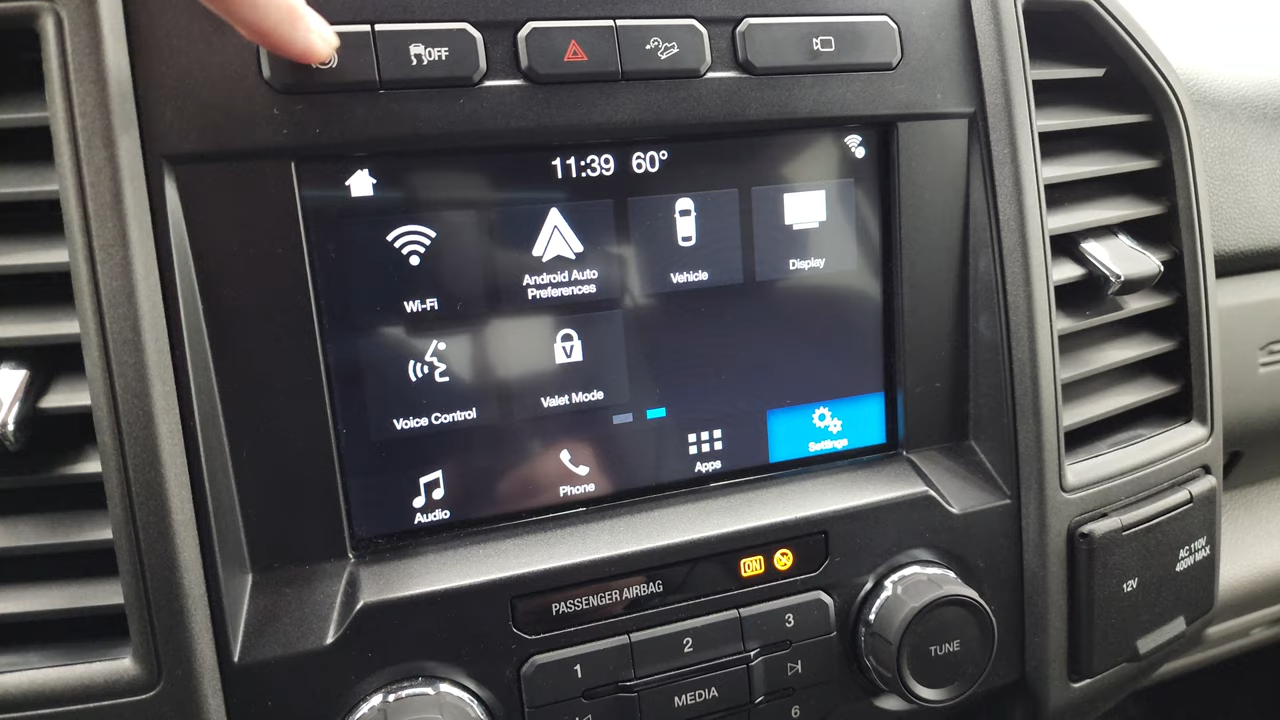 OFF
11:39 60°
Wi-Fi
Android Auto
Preferences
Vehicle
Display
Voice Control
V
Valet Mode
Audio
Phone
Apps
Settings
PASSENGER AIRBAG
ON
1
2
3
MEDIA
6
TUNE
12V
AC 110V
400W MAX